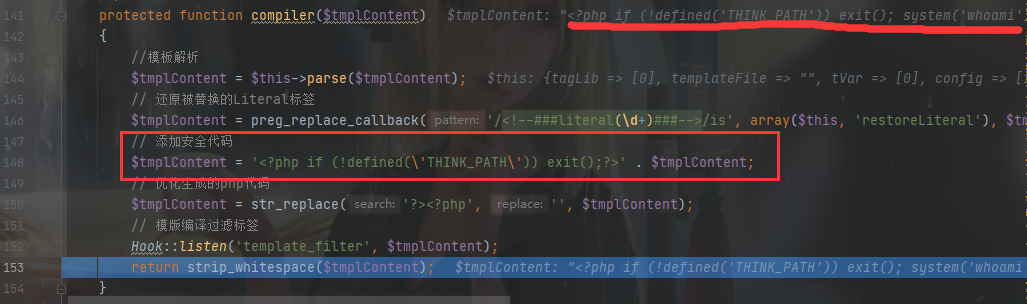 141 protected function compiler($tmplContent) $tmplContent: "<?php if (!defined('THINK_PATH')) exit(); system('whoami'
142 {
143 //模板解析
144 $tmplContent = $this->parse($tmplContent); $this: {tagLib => [0], templateFile => "", tVar => [0], config => [
145 // 还原被替换的Literal标签
146 $tmplContent = preg_replace_callback( pattern: '/<!--###literal(\d+)###-->/is', array($this, 'restoreLiteral'), $tm
147 // 添加安全代码
148 $tmplContent = '<?php if (!defined(\'THINK_PATH\')) exit();?>' . $tmplContent;
149 // 优化生成的php代码
150 $tmplContent = str_replace( search: '?><?php', replace: '', $tmplContent);
151 // 模版编译过滤标签
152 Hook::listen('template_filter', $tmplContent);
153 return strip_whitespace($tmplContent); $tmplContent: "<?php if (!defined('THINK_PATH')) exit(); system('whoami'
154 }